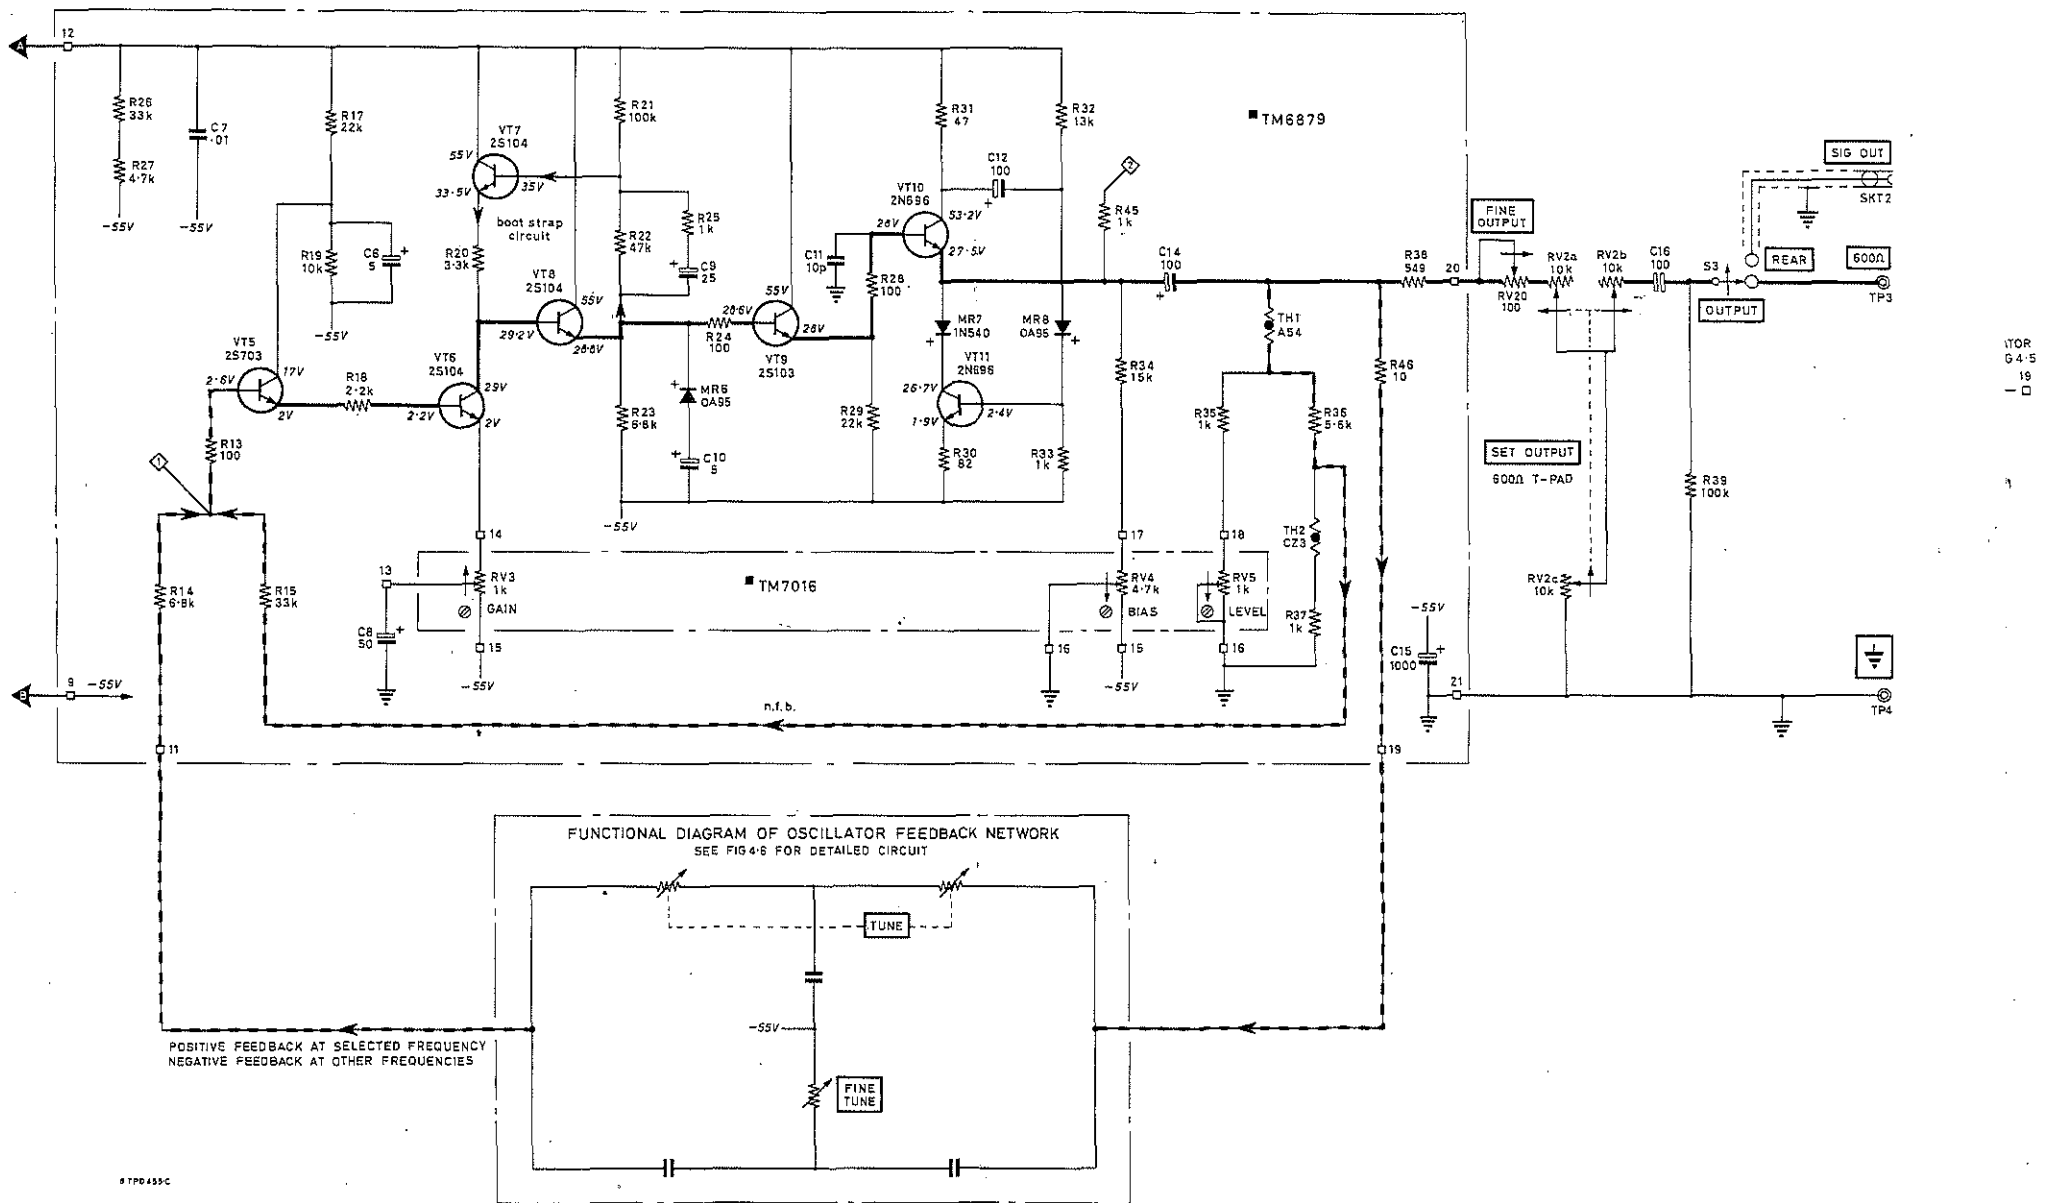 A
12
R26
33k
R27
4·7k
-55V
C7
·01
-55V
R17
22k
R19
10k
C6
5
-55V
VT7
2S104
55V
33·5V
35V
boot strap
circuit
R20
3·3k
R21
100k
R22
47k
R25
1k
C9
25
VT8
2S104
55V
29·2V
28·8V
VT5
2S703
2·6V
17V
2V
R18
2·2k
VT6
2S104
29V
2·2V
2V
R13
100
1
R23
6·8k
MR6
OA95
C10
-55V
R24
100
28·6V
55V
28V
VT9
2S103
C11
10p
R28
100
R29
22k
R31
47
R32
13k
C12
100
VT10
2N696
28V
53·2V
27·5V
MR7
1N540
MR8
OA95
VT11
2N696
26·7V
2·4V
1·9V
R30
82
R33
1k
TM6879
2
R45
1k
C14
100
TH1
A54
R34
15k
R35
1k
R36
5·6k
TH2
CZ3
R37
1k
R46
10
R38
549
20
FINE
OUTPUT
RV20
100
RV2a
10k
RV2b
10k
C16
100
S3
OUTPUT
REAR
SIG OUT
SKT2
600Ω
TP3
SET OUTPUT
600Ω T-PAD
RV2c
10k
R39
100k
-55V
C15
1000
21
TP4
G4·5
19
14
13
RV3
1k
GAIN
C8
50
15
-55V
TM7016
17
RV4
4·7k
BIAS
16
15
-55V
18
RV5
1k
LEVEL
16
R14
6·8k
R15
33k
B
9
-55V
n.f.b.
11
19
FUNCTIONAL DIAGRAM OF OSCILLATOR FEEDBACK NETWORK
SEE FIG 4·6 FOR DETAILED CIRCUIT
TUNE
-55V
FINE
TUNE
POSITIVE FEEDBACK AT SELECTED FREQUENCY
NEGATIVE FEEDBACK AT OTHER FREQUENCIES